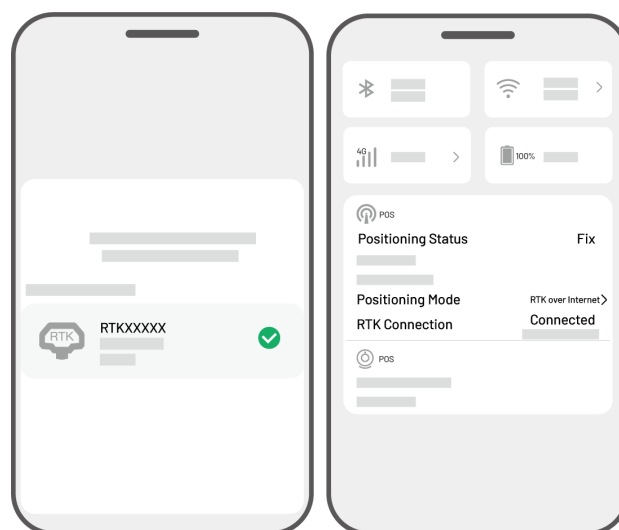 RTK
RTKXXXXX
4G
100%
POS
Positioning Status Fix
Positioning Mode RTK over Internet
RTK Connection Connected
POS